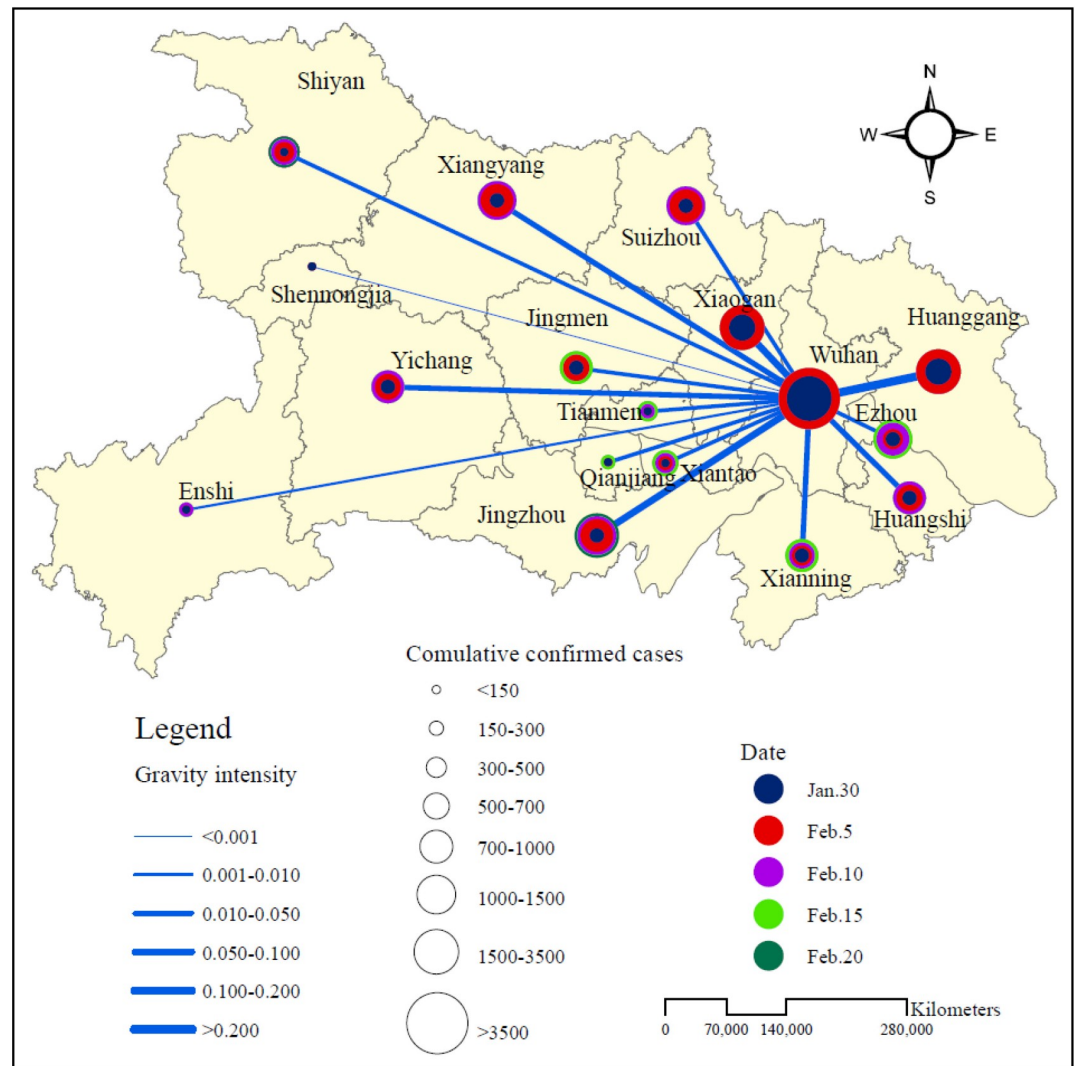 Shiyan
N
W E
S
Xiangyang
Suizhou
Shennongjia
Xiaogan
Jingmen
Huanggang
Wuhan
Yichang
Ezhou
Tianmen
Qianjiang
Xiantao
Enshi
Jingzhou
Huangshi
Xianning
Comulative confirmed cases
<150
150-300
300-500
500-700
700-1000
1000-1500
1500-3500
>3500
Legend
Gravity intensity
<0.001
0.001-0.010
0.010-0.050
0.050-0.100
0.100-0.200
>0.200
Date
Jan.30
Feb.5
Feb.10
Feb.15
Feb.20
Kilometers
0 70,000 140,000 280,000